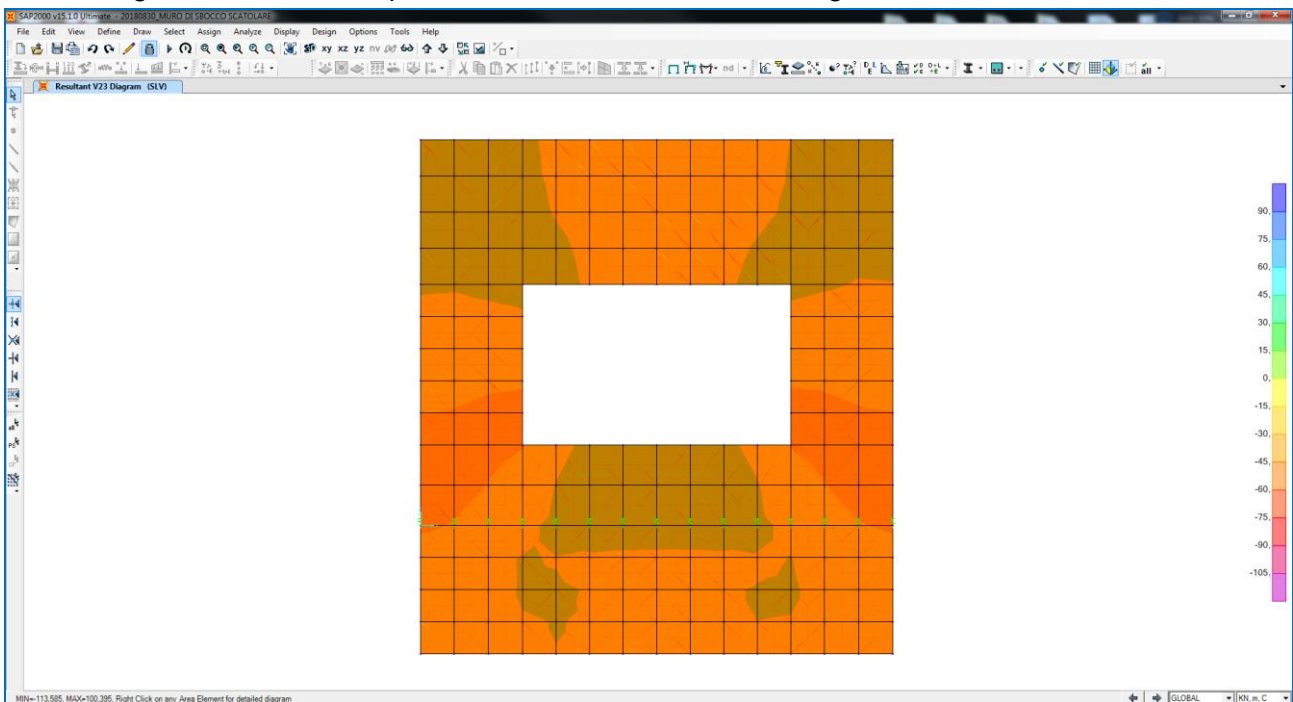 SAP2000 v15.1.0 Ultimate - 20180830_MURO DI SBOCCO SCATOLARE
File Edit View Define Draw Select Assign Analyze Display Design Options Tools Help
xy xz yz nv
nd
all
Resultant V23 Diagram (SLV)
90,
75,
60,
45,
30,
15,
0,
-15,
-30,
-45,
-60,
-75,
-90,
-105,
MIN=-113.585, MAX=100.395, Right Click on any Area Element for detailed diagram
GLOBAL
KN, m, C